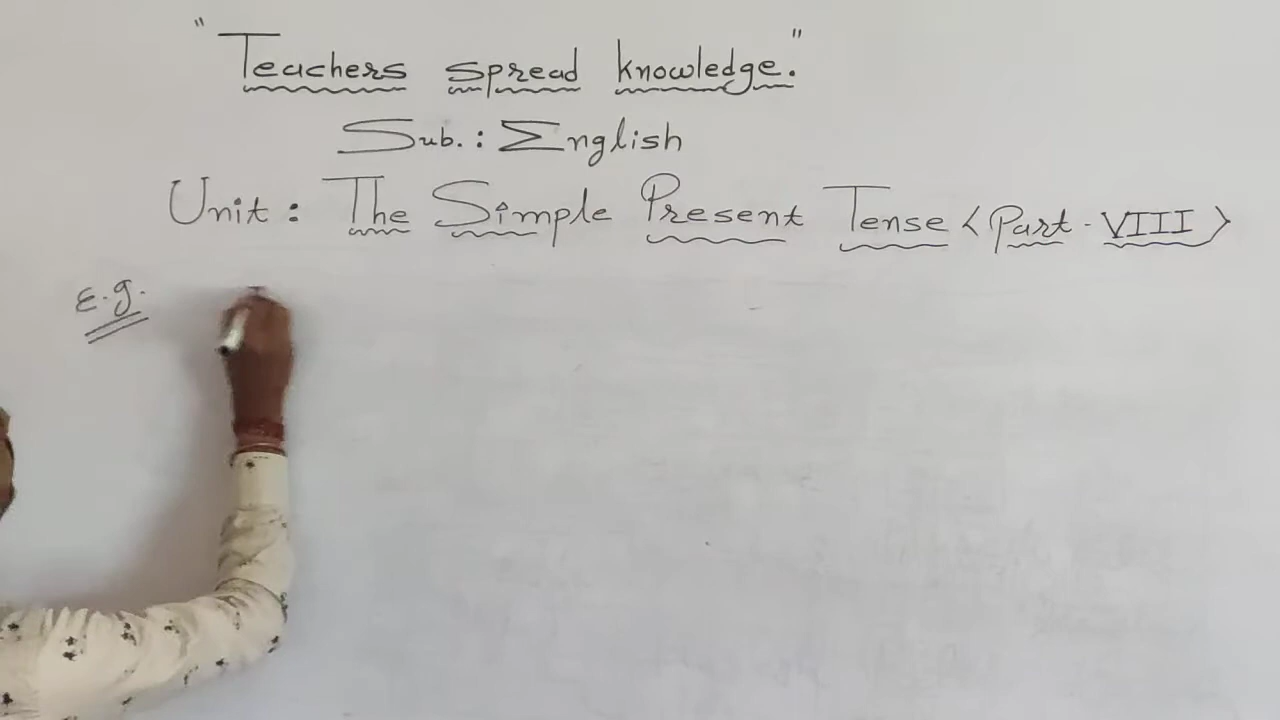 "Teachers spread knowledge."
Sub.: English
Unit: The Simple Present Tense <Part-VIII>
E.g.